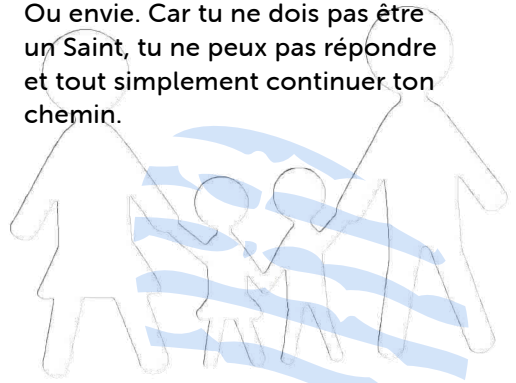 Ou envie. Car tu ne dois pas être
un Saint, tu ne peux pas répondre
et tout simplement continuer ton
chemin.